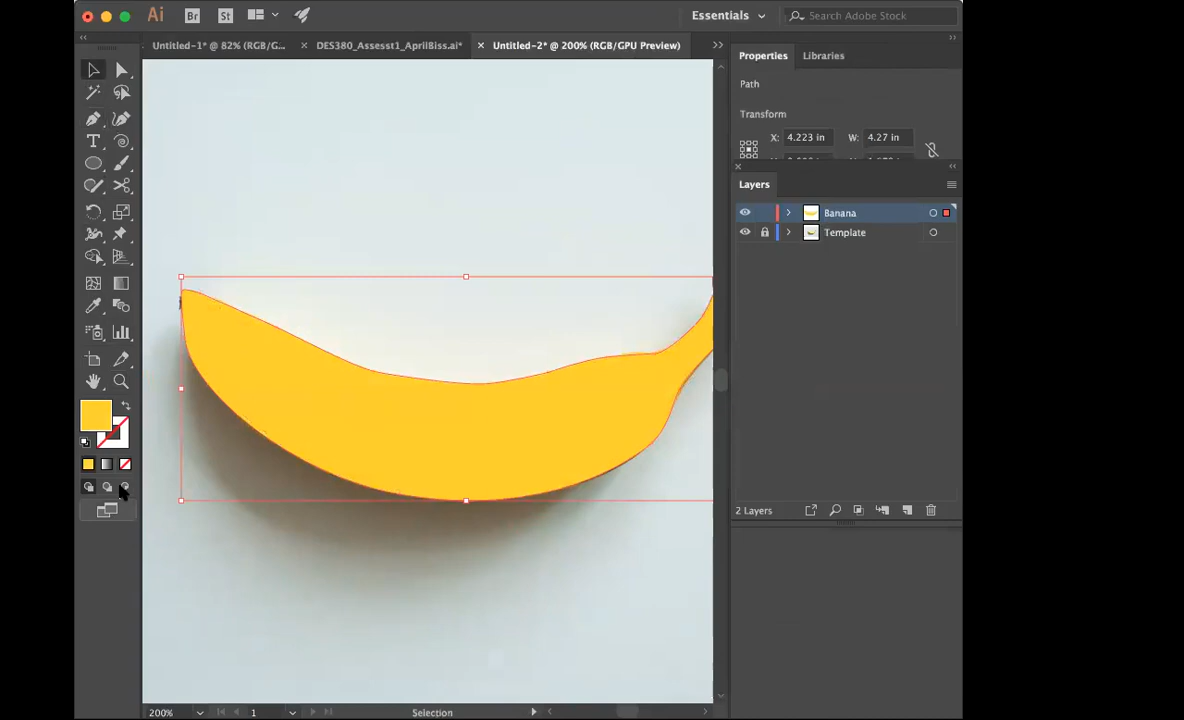 Ai Br St Essentials Search Adobe Stock
Untitled-1* @ 82% (RGB/G... DES380_Assesst1_AprilBiss.ai* Untitled-2* @ 200% (RGB/GPU Preview)
Properties Libraries
Path
Transform
X: 4.223 in W: 4.27 in
Layers
Banana
Template
2 Layers
200% 1 Selection